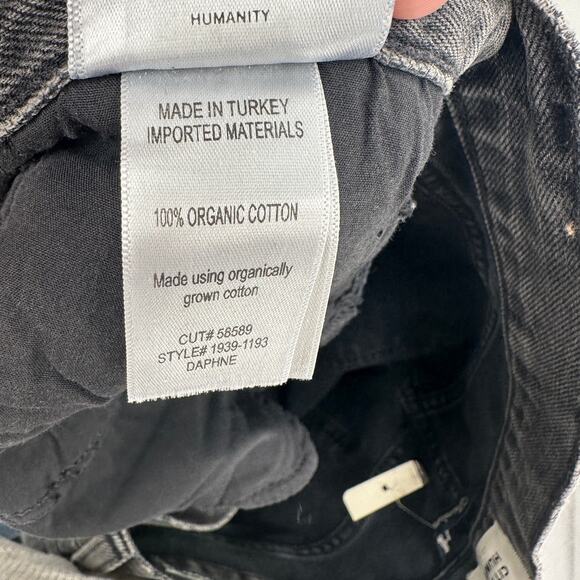 HUMANITY
MADE IN TURKEY
IMPORTED MATERIALS
100% ORGANIC COTTON
Made using organically
grown cotton
CUT# 58589
STYLE# 1939-1193
DAPHNE